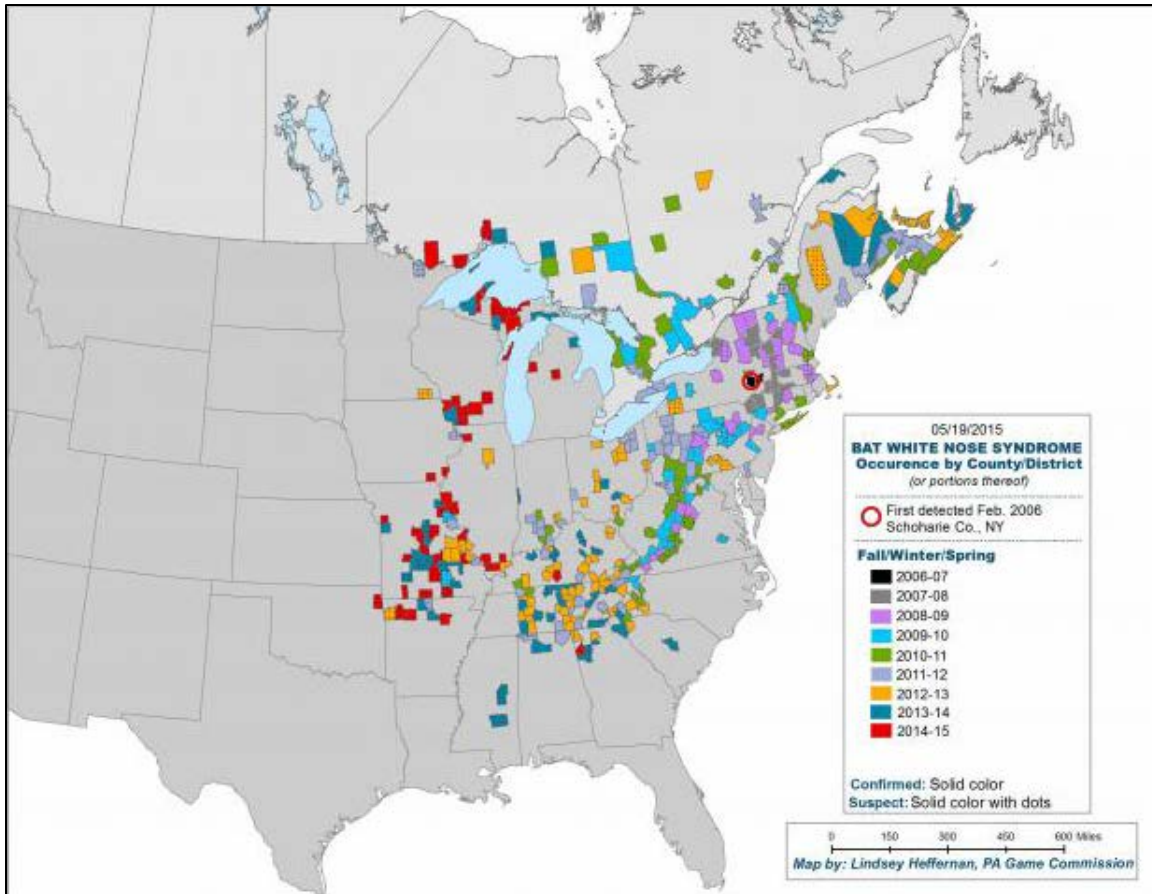 05/19/2015
BAT WHITE NOSE SYNDROME
Occurence by County/District
(or portions thereof)
First detected Feb. 2006
Schoharie Co., NY
Fall/Winter/Spring
2006-07
2007-08
2008-09
2009-10
2010-11
2011-12
2012-13
2013-14
2014-15
Confirmed: Solid color
Suspect: Solid color with dots
0 150 300 450 600 Miles
Map by: Lindsey Heffernan, PA Game Commission